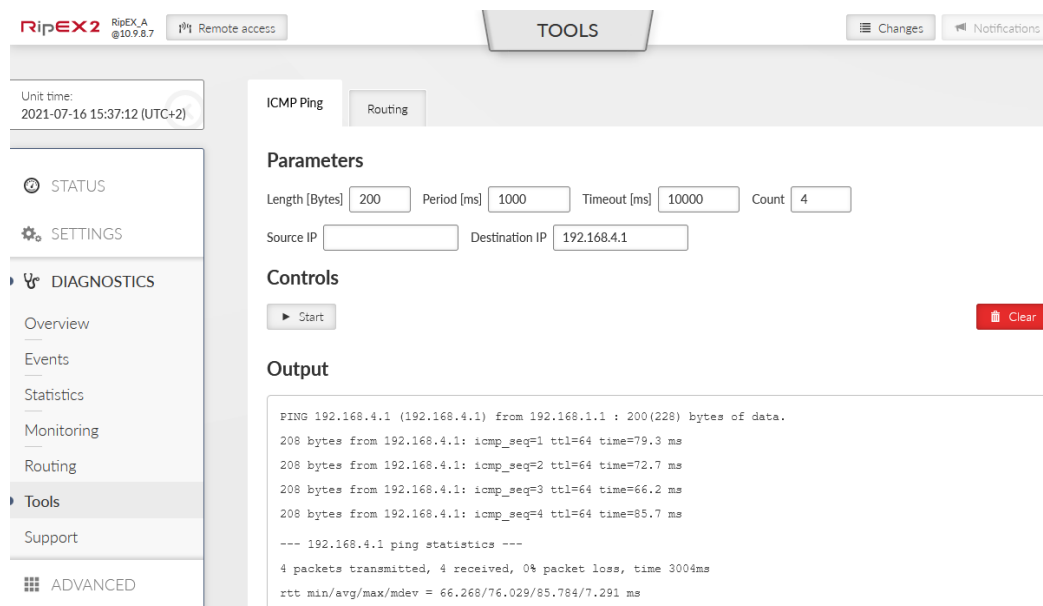 RipEX2 RipEX_A @10.9.8.7 Remote access TOOLS Changes Notifications
Unit time:
2021-07-16 15:37:12 (UTC+2)
STATUS
SETTINGS
DIAGNOSTICS
Overview
Events
Statistics
Monitoring
Routing
Tools
Support
ADVANCED
ICMP Ping Routing
Parameters
Length [Bytes] 200 Period [ms] 1000 Timeout [ms] 10000 Count 4
Source IP Destination IP 192.168.4.1
Controls
Start Clear
Output
PING 192.168.4.1 (192.168.4.1) from 192.168.1.1 : 200(228) bytes of data.
208 bytes from 192.168.4.1: icmp_seq=1 ttl=64 time=79.3 ms
208 bytes from 192.168.4.1: icmp_seq=2 ttl=64 time=72.7 ms
208 bytes from 192.168.4.1: icmp_seq=3 ttl=64 time=66.2 ms
208 bytes from 192.168.4.1: icmp_seq=4 ttl=64 time=85.7 ms
--- 192.168.4.1 ping statistics ---
4 packets transmitted, 4 received, 0% packet loss, time 3004ms
rtt min/avg/max/mdev = 66.268/76.029/85.784/7.291 ms